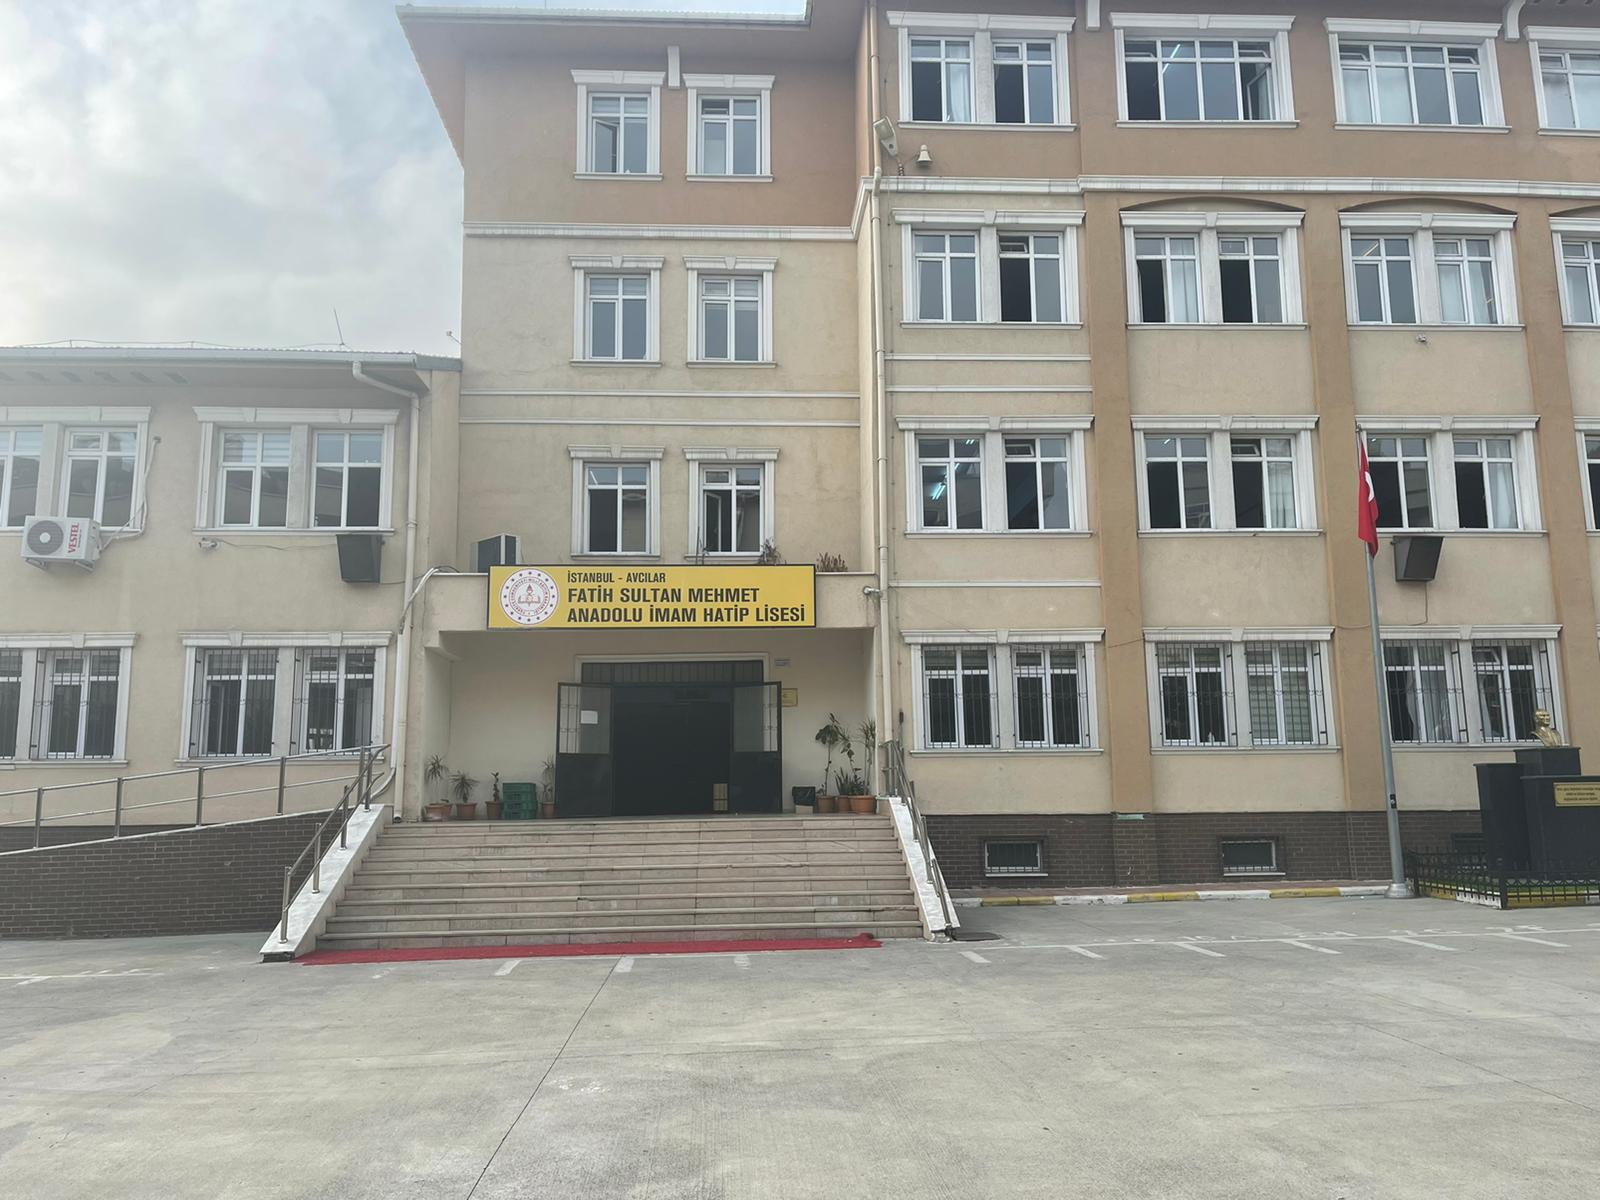 İSTANBUL - AVCILAR
FATİH SULTAN MEHMET
ANADOLU İMAM HATİP LİSESİ
VESTEL